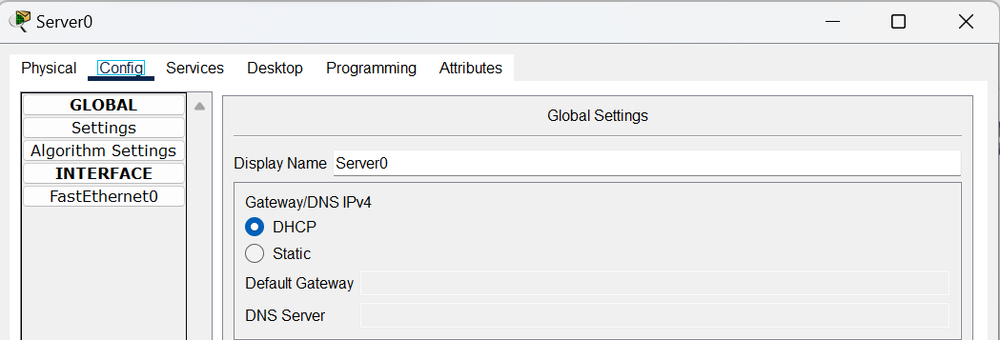 Server0
Physical Config Services Desktop Programming Attributes
GLOBAL
Settings
Algorithm Settings
INTERFACE
FastEthernet0
Global Settings
Display Name Server0
Gateway/DNS IPv4
DHCP
Static
Default Gateway
DNS Server